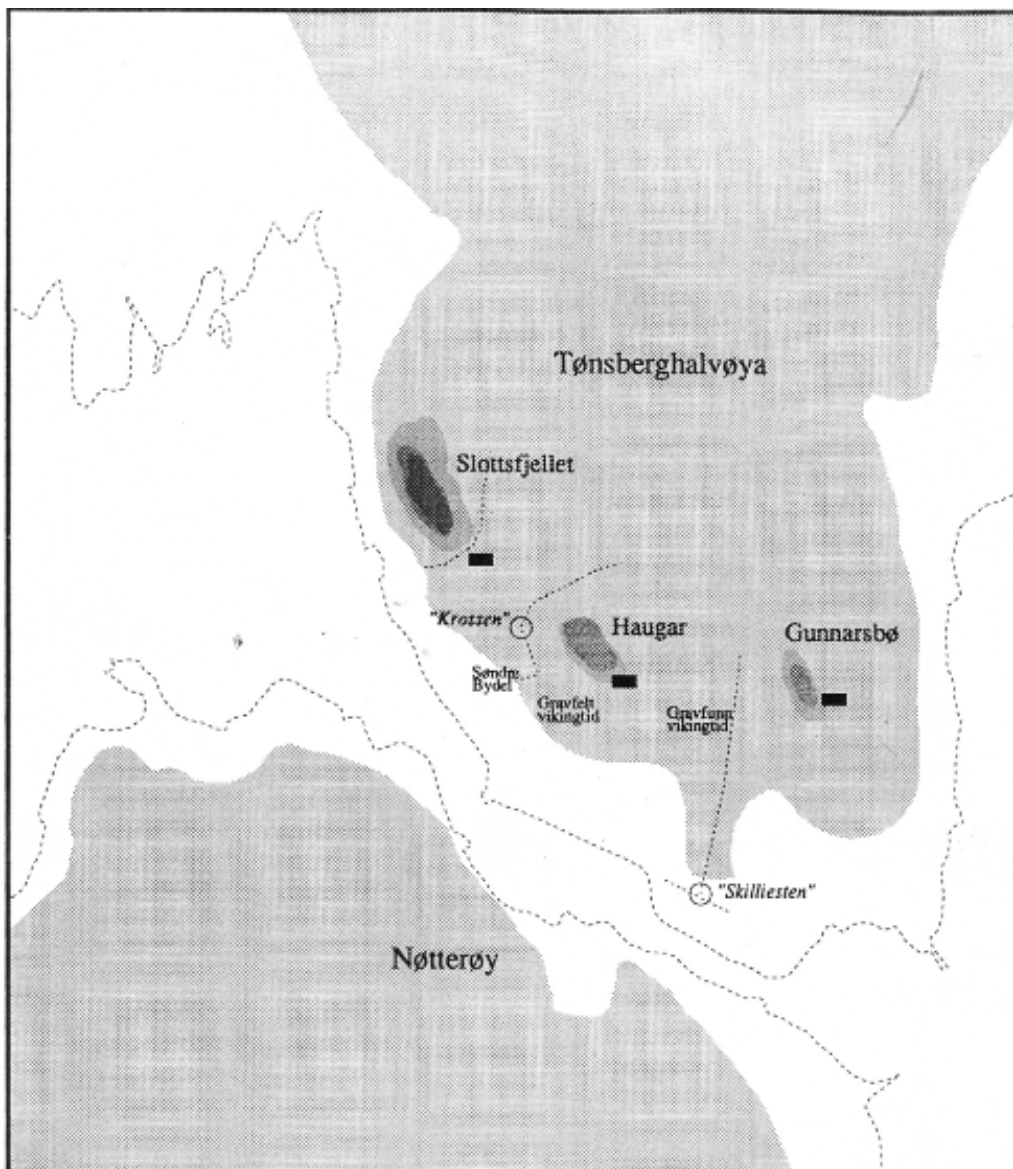 Tønsberghalvøya
Slottsfjellet
"Krossen"
Haugar
Gunnarsbø
Søndre
Bydel
Gravfelt
vikingtid
Gravfunn
vikingtid
"Skilliesten"
Nøtterøy